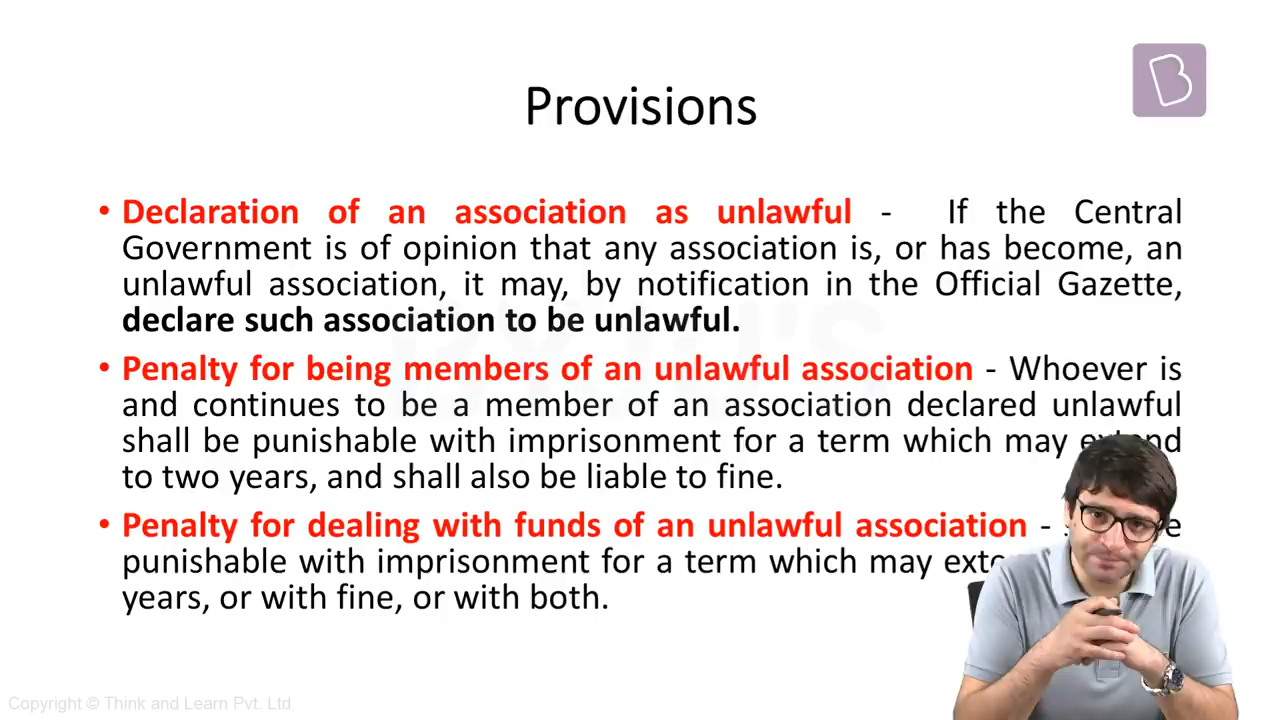 Provisions
• Declaration of an association as unlawful - If the Central
Government is of opinion that any association is, or has become, an
unlawful association, it may, by notification in the Official Gazette,
declare such association to be unlawful.
• Penalty for being members of an unlawful association - Whoever is
and continues to be a member of an association declared unlawful
shall be punishable with imprisonment for a term which may extend
to two years, and shall also be liable to fine.
• Penalty for dealing with funds of an unlawful association -
punishable with imprisonment for a term which may
years, or with fine, or with both.
BYJU'S
Copyright © Think and Learn Pvt. Ltd.